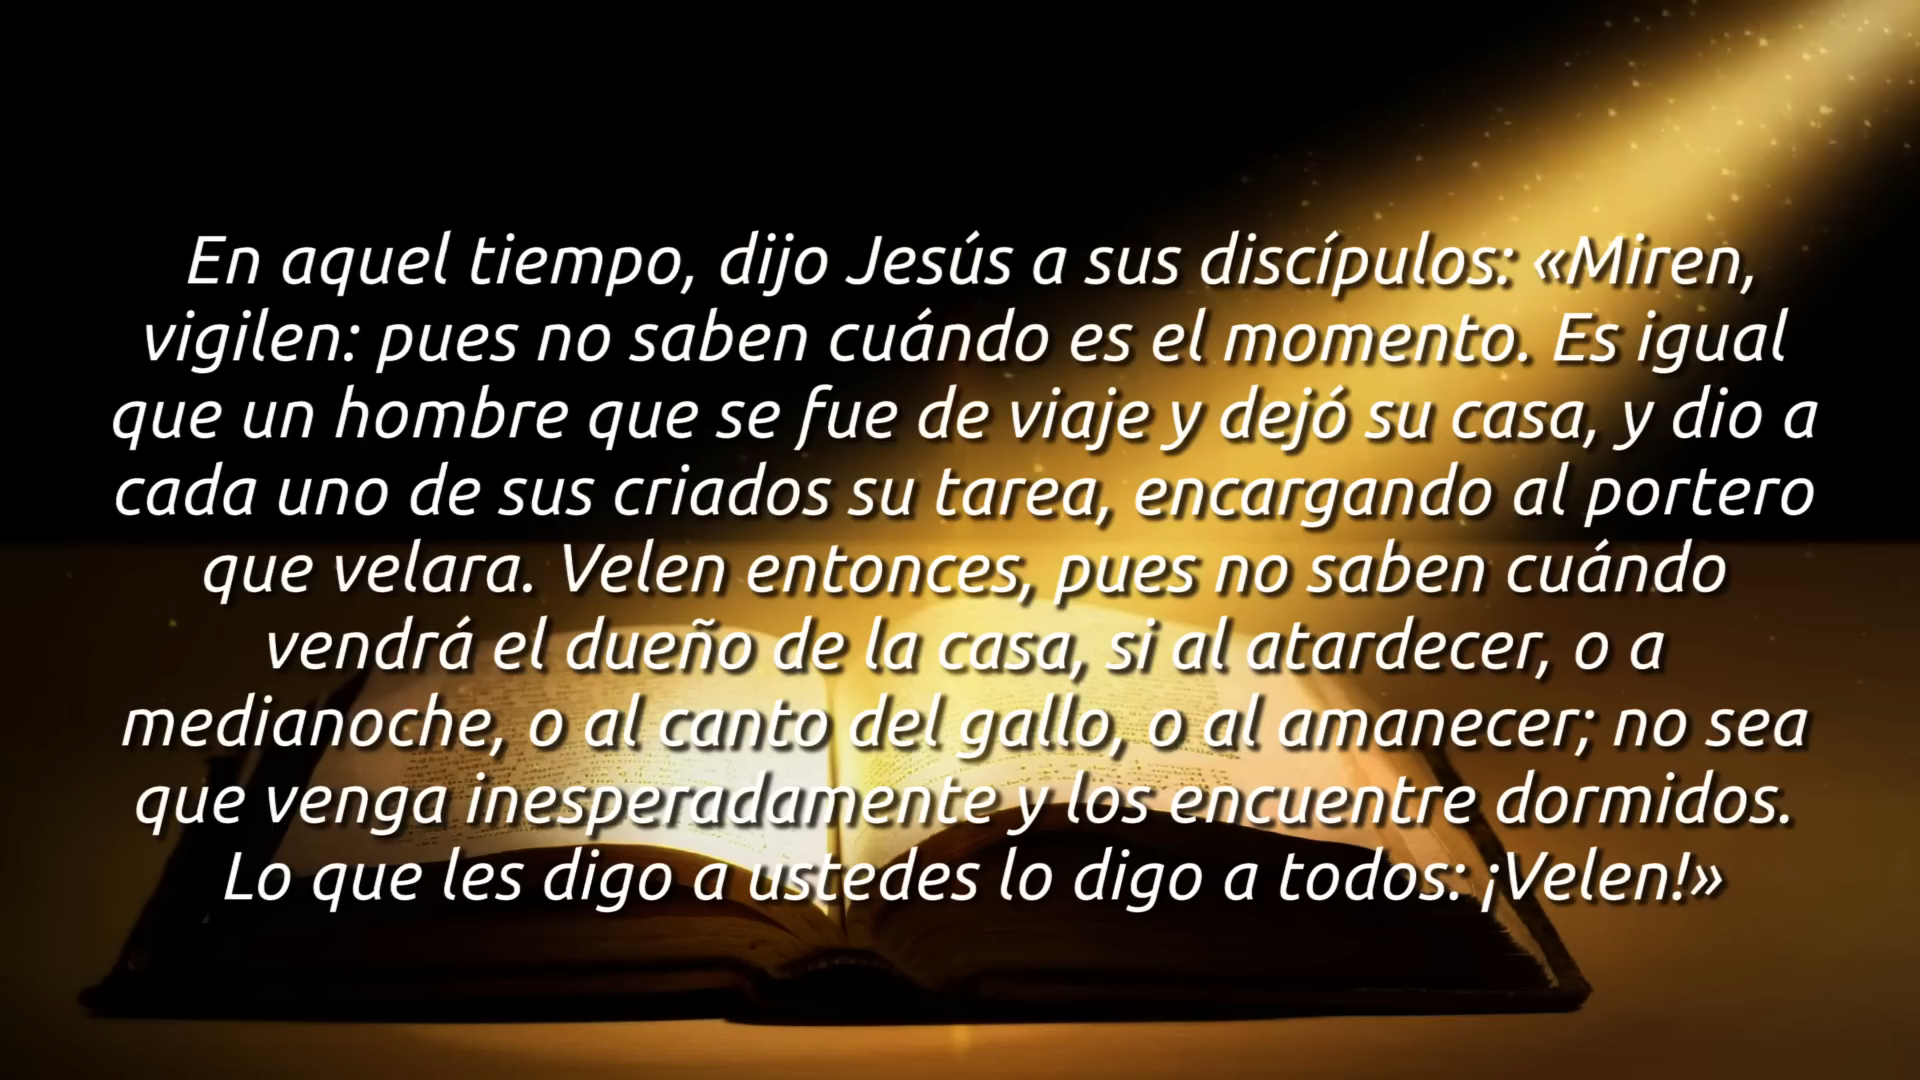 En aquel tiempo, dijo Jesús a sus discípulos: «Miren,
vigilen: pues no saben cuándo es el momento. Es igual
que un hombre que se fue de viaje y dejó su casa, y dio a
cada uno de sus criados su tarea, encargando al portero
que velara. Velen entonces, pues no saben cuándo
vendrá el dueño de la casa, si al atardecer, o a
medianoche, o al canto del gallo, o al amanecer; no sea
que venga inesperadamente y los encuentre dormidos.
Lo que les digo a ustedes lo digo a todos: ¡Velen!»